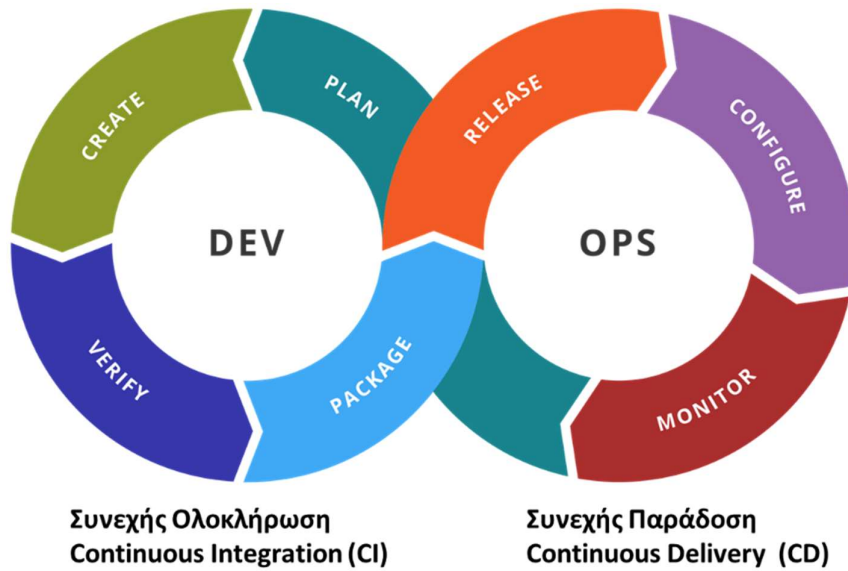 CREATE
PLAN
RELEASE
CONFIGURE
DEV
OPS
VERIFY
PACKAGE
MONITOR
Συνεχής Ολοκλήρωση
Continuous Integration (CI)
Συνεχής Παράδοση
Continuous Delivery (CD)